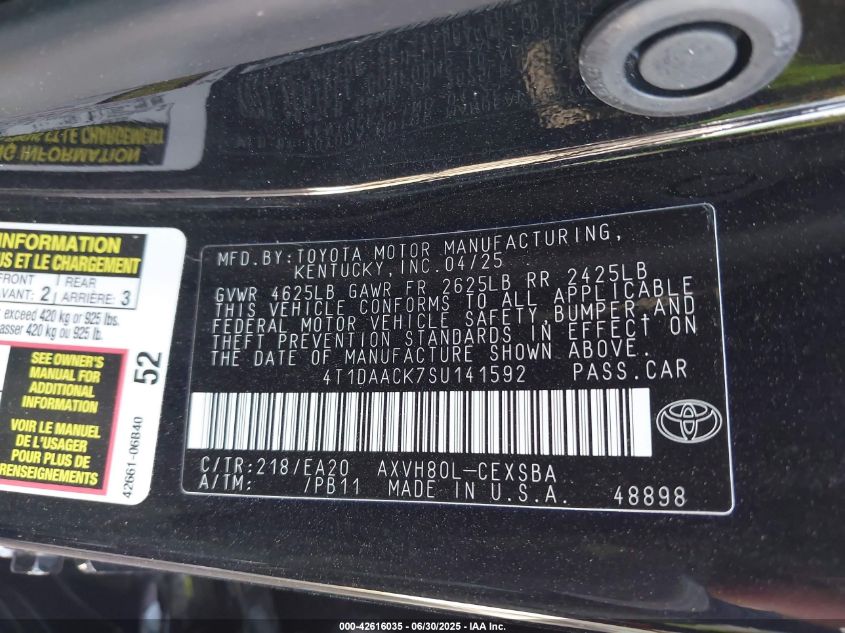 INFORMATION
US ET LE CHARGEMENT
FRONT
AVANT: 2
REAR
ARRIÈRE: 3
exceed 420 kg or 925 lbs.
asser 420 kg ou 925 lb.
SEE OWNER'S
MANUAL FOR
ADDITIONAL
INFORMATION
VOIR LE MANUEL
DE L'USAGER
POUR PLUS DE
RENSEIGNEMENTS
52
42661-06B40
MFD.BY:TOYOTA MOTOR MANUFACTURING,
KENTUCKY, INC.04/25
GVWR 4625LB GAWR FR 2625LB RR 2425LB
THIS VEHICLE CONFORMS TO ALL APPLICABLE
FEDERAL MOTOR VEHICLE SAFETY,BUMPER,AND
THEFT PREVENTION STANDARDS IN EFFECT ON
THE DATE OF MANUFACTURE SHOWN ABOVE.
4T1DAACK7SU141592 PASS.CAR
C/TR:218/EA20 AXVH80L-CEXSBA
A/TM: 7PB11 MADE IN U.S.A. 48898
000-42616035 - 06/30/2025 - IAA Inc.